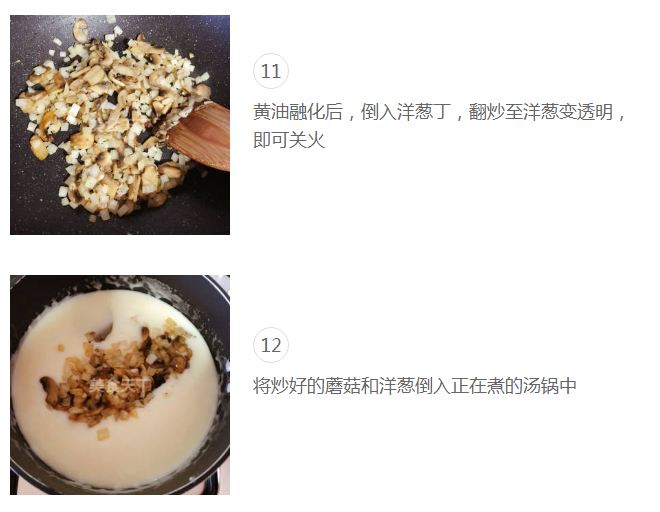 11
黄油融化后，倒入洋葱丁，翻炒至洋葱变透明，
即可关火
12
将炒好的蘑菇和洋葱倒入正在煮的汤锅中
美食天下